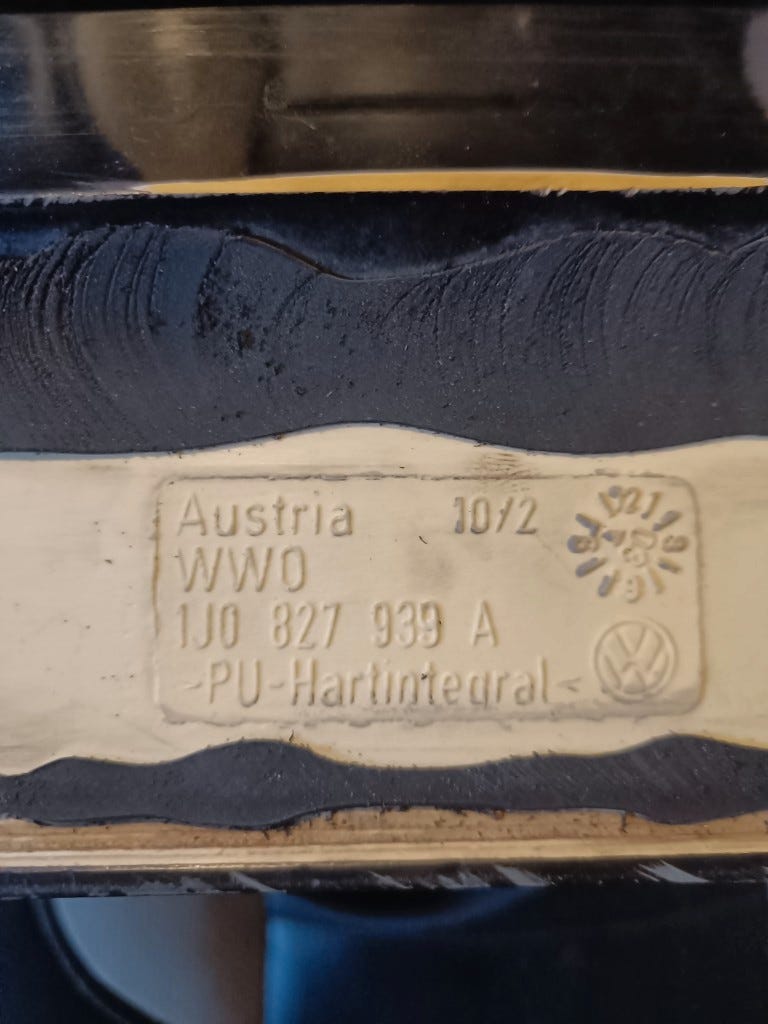 Austria 10/2
WWO
1J0 827 939 A
-PU-Hartintegral<